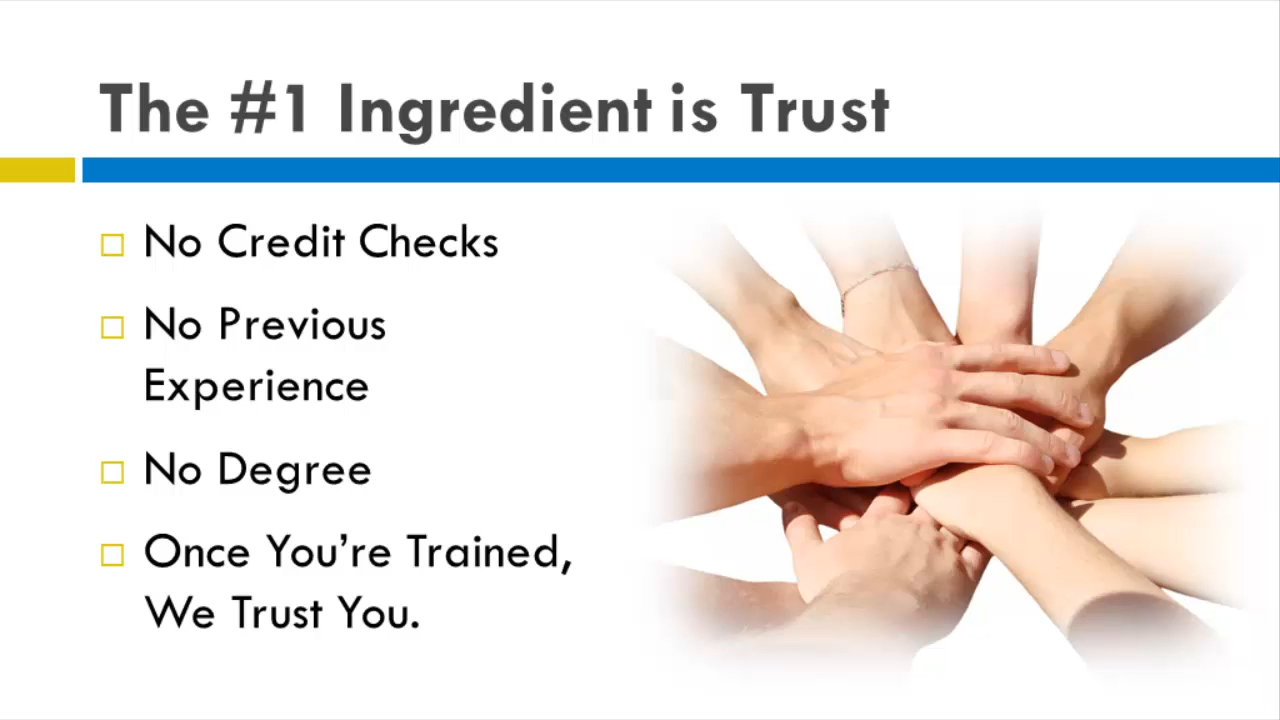 The #1 Ingredient is Trust
No Credit Checks
No Previous
Experience
No Degree
Once You’re Trained,
We Trust You.